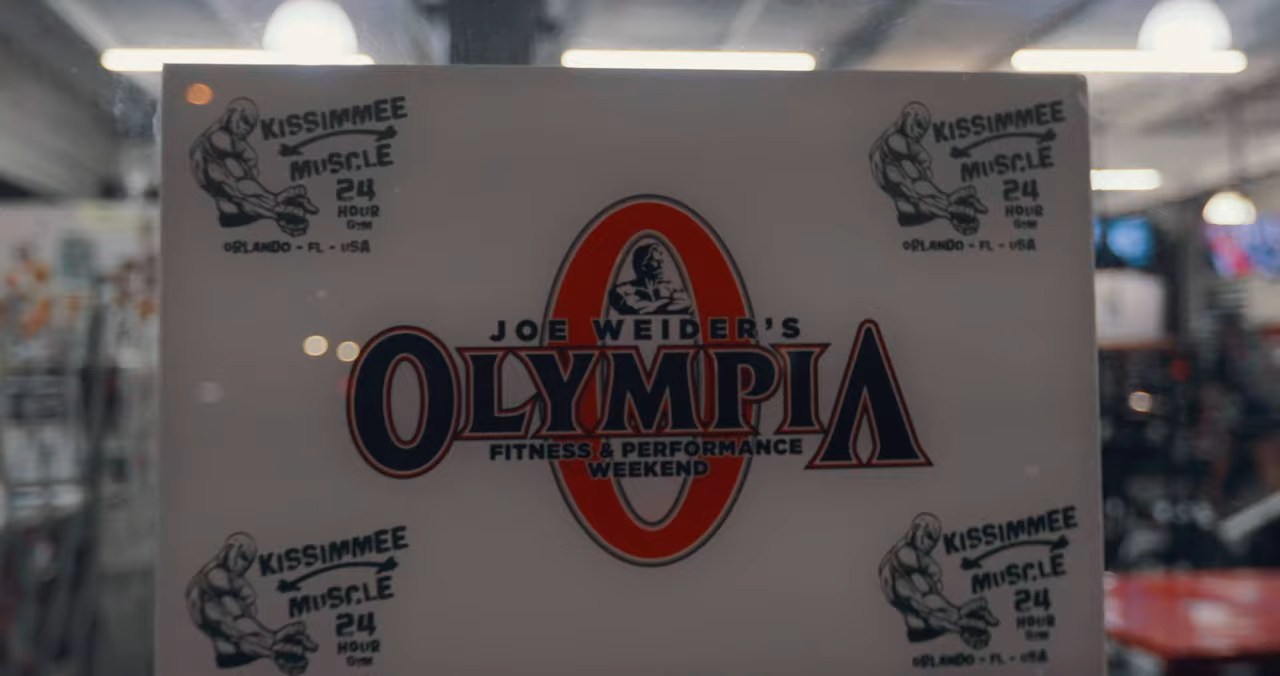 KISSIMMEE
MUSCLE
24
HOUR
GYM
ORLANDO - FL - USA
KISSIMMEE
MUSCLE
24
HOUR
GYM
ORLANDO - FL - USA
JOE WEIDER'S
OLYMPIA
FITNESS & PERFORMANCE
WEEKEND
KISSIMMEE
MUSCLE
24
HOUR
GYM
KISSIMMEE
MUSCLE
24
HOUR
GYM
ORLANDO - FL - USA